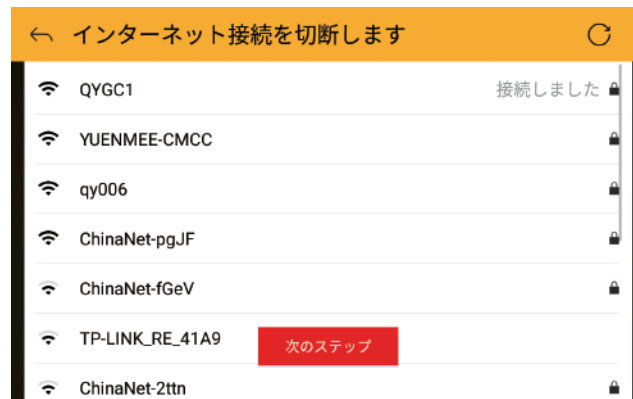 インターネット接続を切断します
QYGC1 接続しました
YUENMEE-CMCC
qy006
ChinaNet-pgJF
ChinaNet-fGeV
TP-LINK_RE_41A9
次のステップ
ChinaNet-2ttn